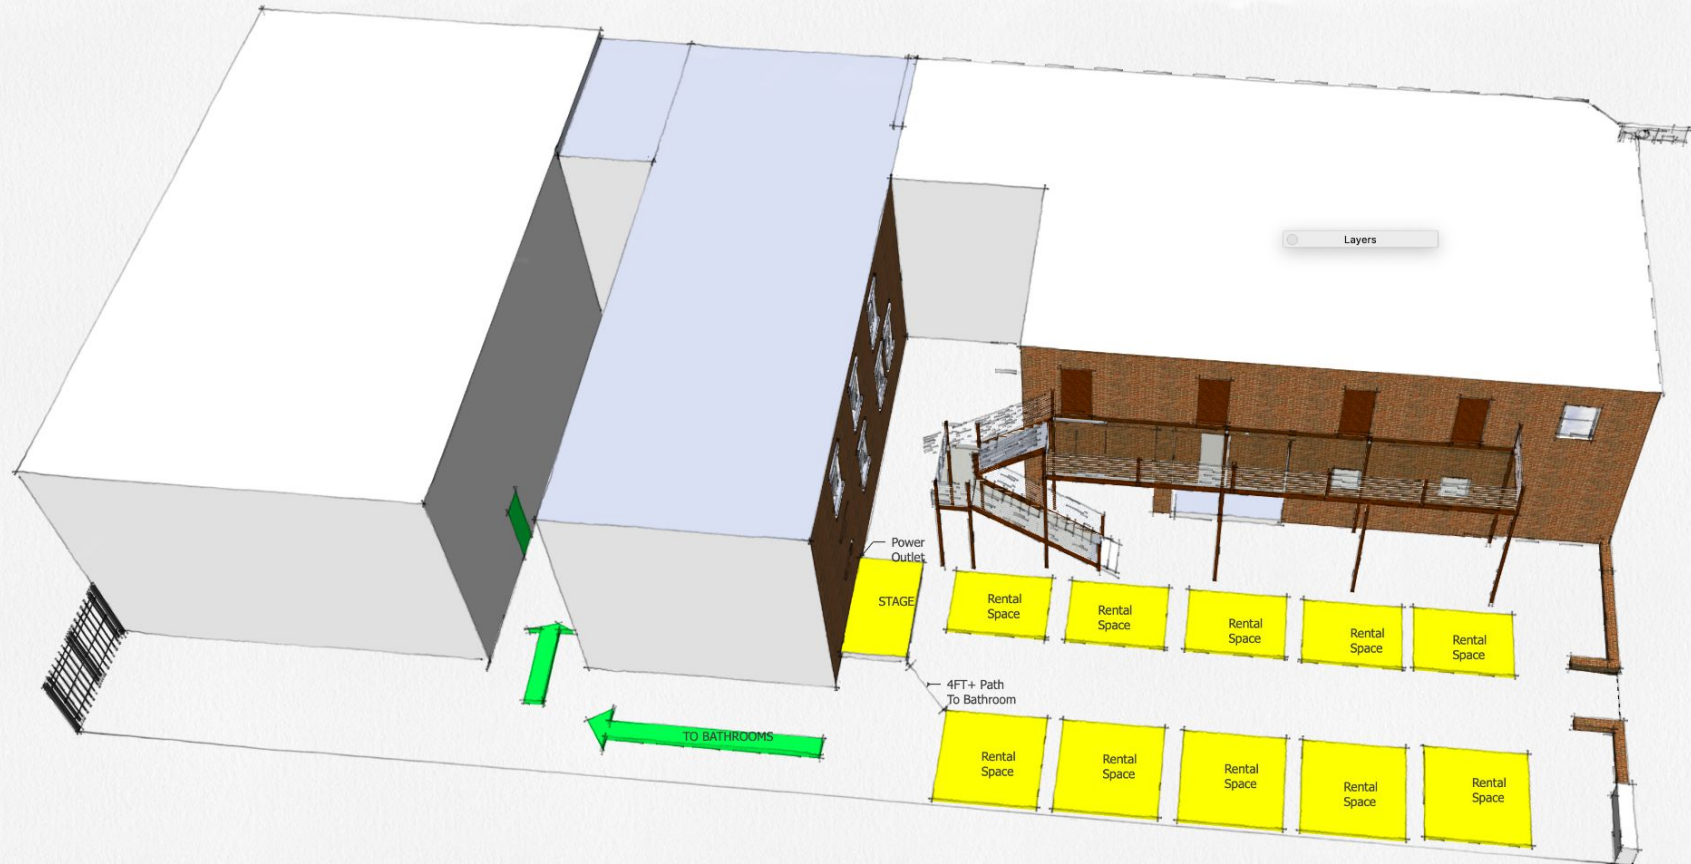 Layers
Power
Outlet
STAGE
Rental
Space
Rental
Space
Rental
Space
Rental
Space
Rental
Space
4FT+ Path
To Bathroom
TO BATHROOMS
Rental
Space
Rental
Space
Rental
Space
Rental
Space
Rental
Space